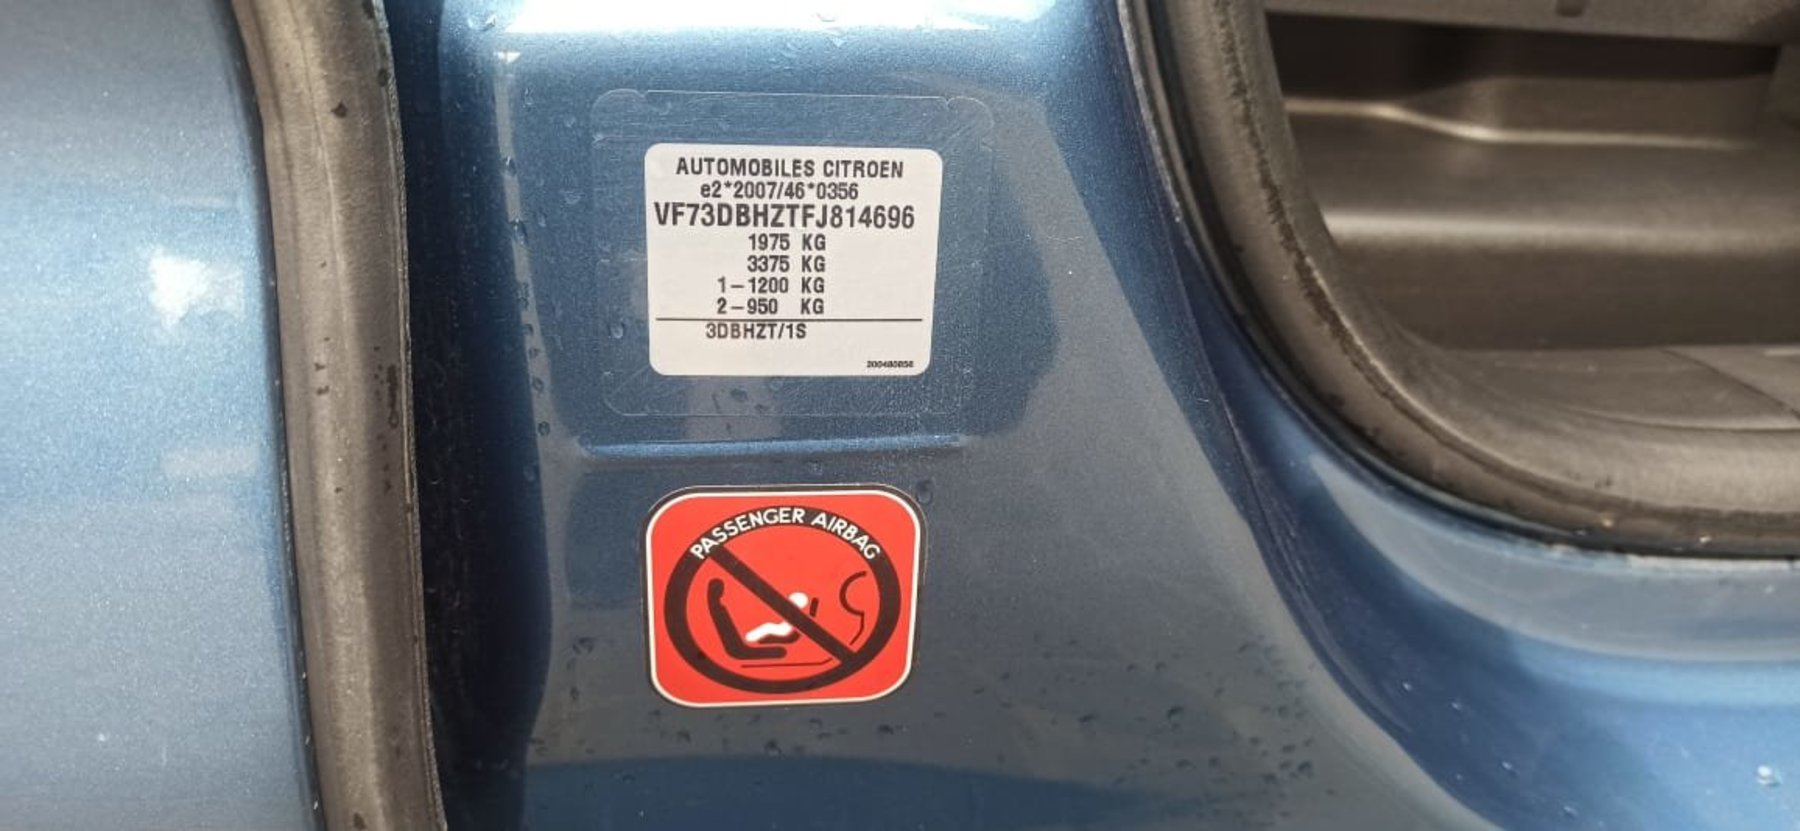 AUTOMOBILES CITROEN
e2*2007/46*0356
VF73DBHZTFJ814696
1975 KG
3375 KG
1-1200 KG
2-950 KG
3DBHZT/1S
200480858
PASSENGER AIRBAG